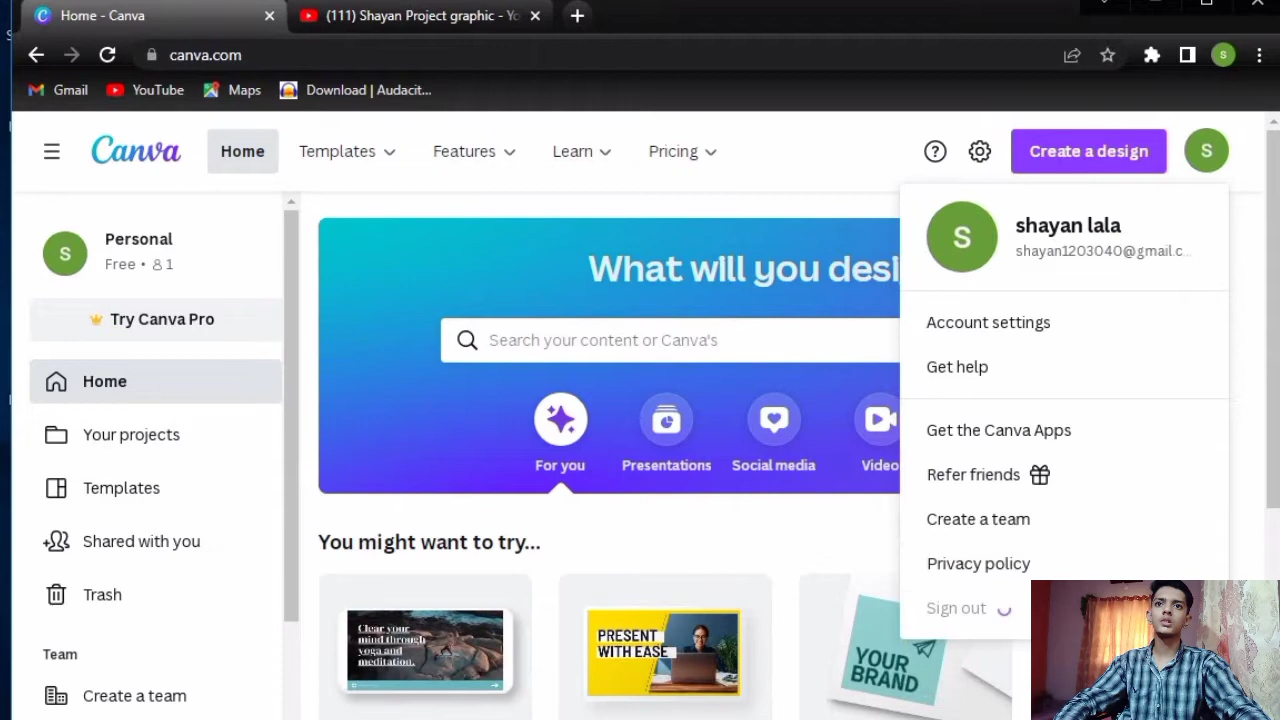 Home - Canva
(111) Shayan Project graphic - Yo
canva.com
Gmail
YouTube
Maps
Download | Audacit...
Canva
Home
Templates
Features
Learn
Pricing
Create a design
S
shayan lala
shayan1203040@gmail.c...
Account settings
Get help
Get the Canva Apps
Refer friends
Create a team
Privacy policy
Sign out
S
Personal
Free • 1
Try Canva Pro
Home
Your projects
Templates
Shared with you
Trash
Team
Create a team
What will you desi
Search your content or Canva's
For you
Presentations
Social media
Video
You might want to try...
Clear your
mind through
yoga and
meditation.
PRESENT
WITH EASE
YOUR
BRAND